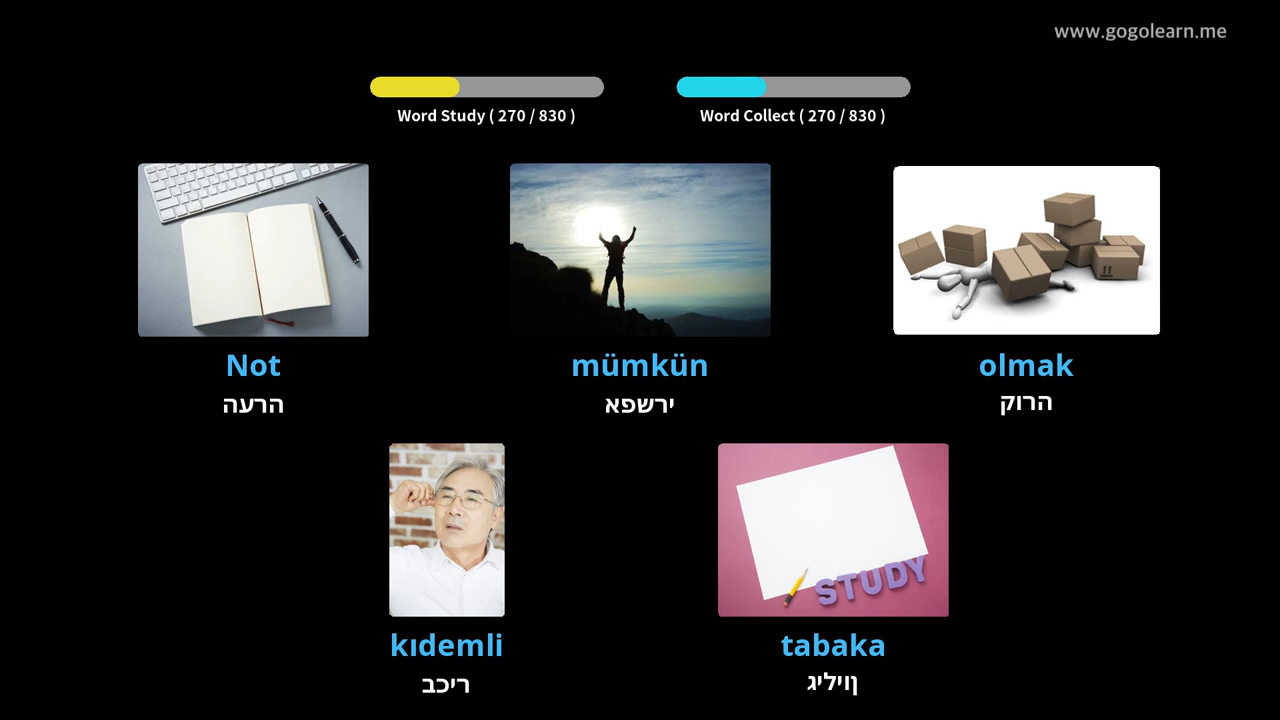 www.gogolearn.me
Word Study ( 270 / 830 )
Word Collect ( 270 / 830 )
Not
הרעה
mümkün
ירשפא
olmak
הרוק
STUDY
kıdemli
ריכב
tabaka
ןויליג